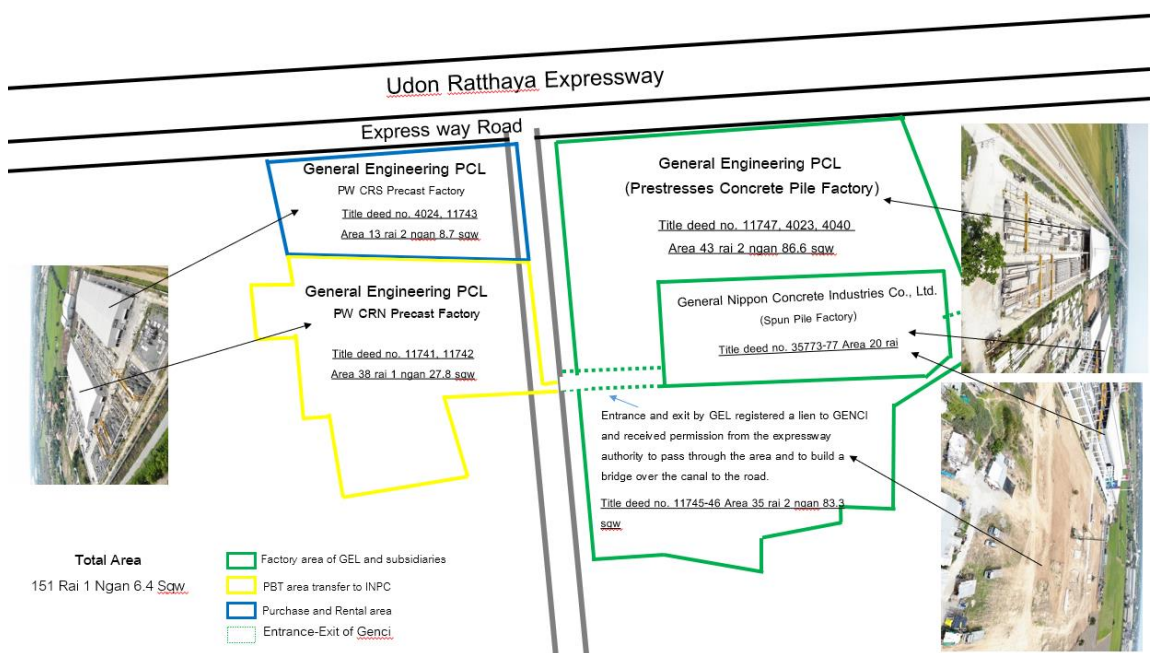 Udon Ratthaya Expressway
Express way Road
General Engineering PCL
PW CRS Precast Factory
Title deed no. 4024, 11743
Area 13 rai 2 ngan 8.7 sqw
General Engineering PCL
PW CRN Precast Factory
Title deed no. 11741, 11742
Area 38 rai 1 ngan 27.8 sqw
General Engineering PCL
(Prestresses Concrete Pile Factory)
Title deed no. 11747, 4023, 4040
Area 43 rai 2 ngan 86.6 sqw
General Nippon Concrete Industries Co., Ltd.
(Spun Pile Factory)
Title deed no. 35773-77 Area 20 rai
Entrance and exit by GEL registered a lien to GENCI
and received permission from the expressway
authority to pass through the area and to build a
bridge over the canal to the road.
Title deed no. 11745-46 Area 35 rai 2 ngan 83.3
sqw
Total Area
151 Rai 1 Ngan 6.4 Sqw
Factory area of GEL and subsidiaries
PBT area transfer to INPC
Purchase and Rental area
Entrance-Exit of Genci